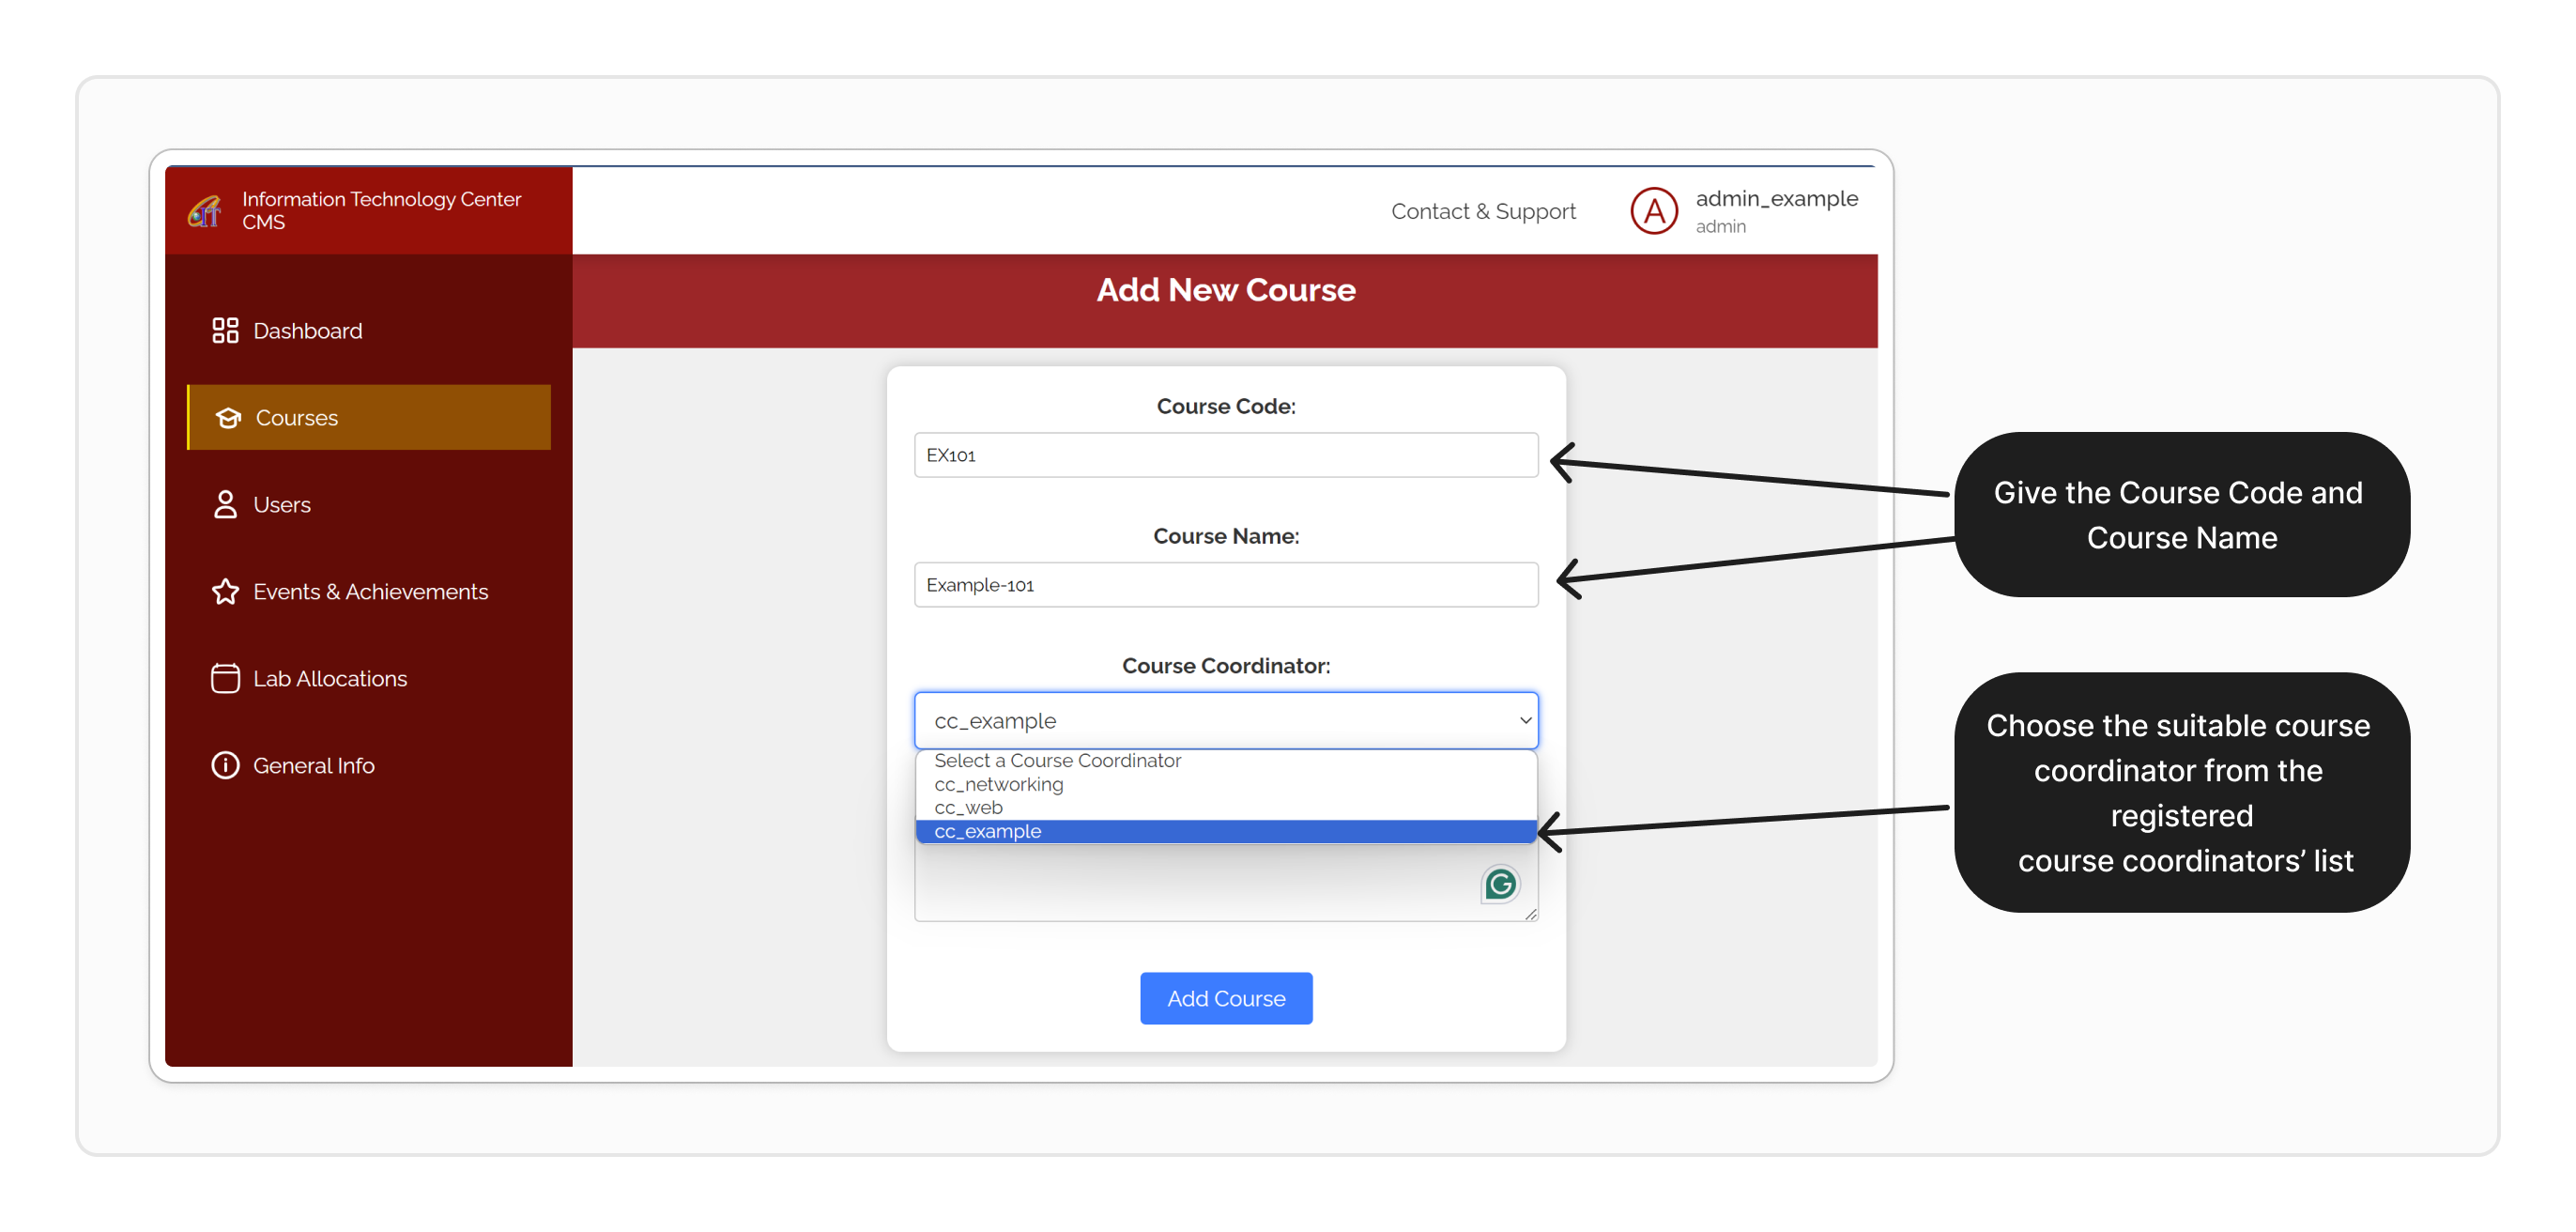 Information Technology Center
CMS
Contact & Support
A
admin_example
admin
Add New Course
Dashboard
Courses
Users
Events & Achievements
Lab Allocations
General Info
Course Code:
EX101
Course Name:
Example-101
Course Coordinator:
cc_example
Select a Course Coordinator
cc_networking
cc_web
cc_example
Add Course
Give the Course Code and
Course Name
Choose the suitable course
coordinator from the
registered
course coordinators’ list